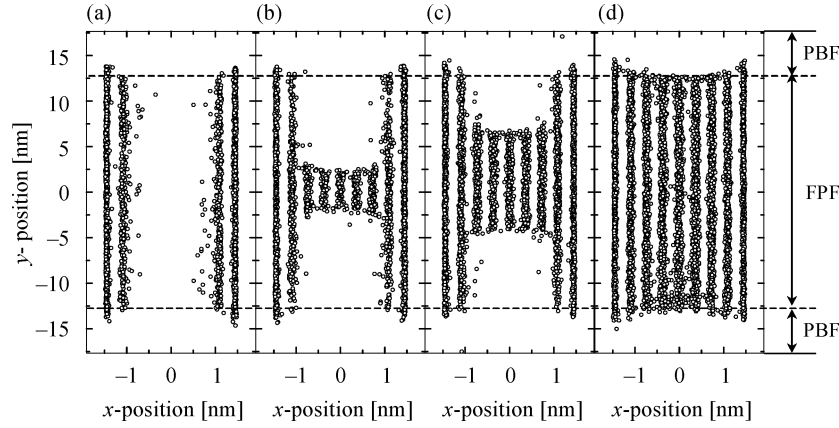 (a) (b) (c) (d)
15
10
5
0
−5
−10
−15
y- position [nm]
PBF
FPF
PBF
−1 0 1 −1 0 1 −1 0 1 −1 0 1
x-position [nm] x-position [nm] x-position [nm] x-position [nm]